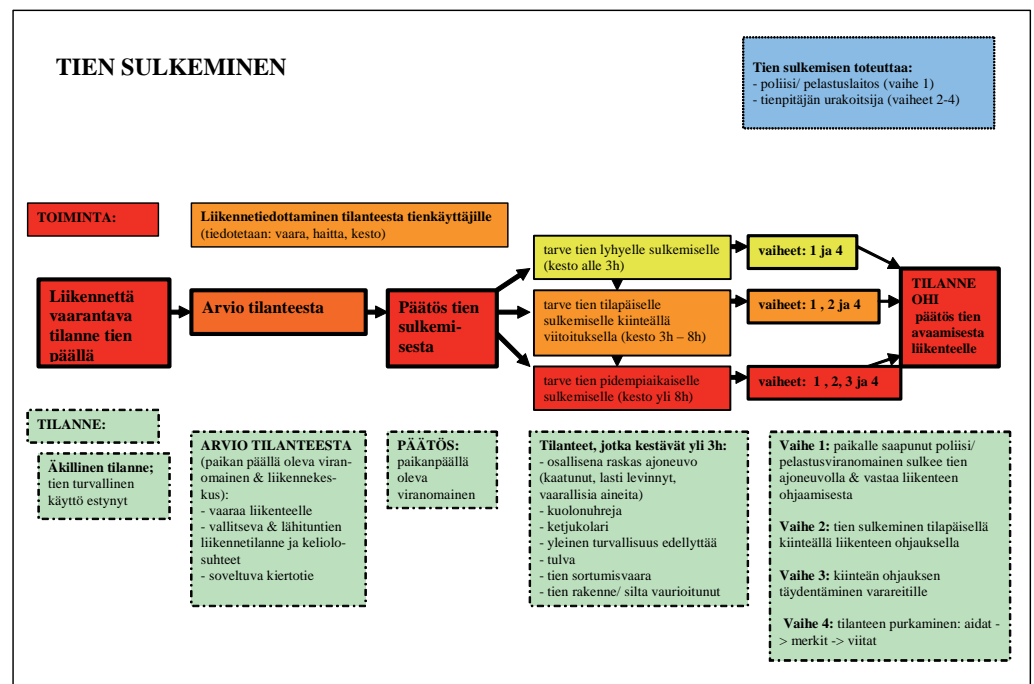 TIEN SULKEMINEN
Tien sulkemisen toteuttaa:
- poliisi/ pelastuslaitos (vaihe 1)
- tienpitäjän urakoitsija (vaiheet 2-4)
TOIMINTA:
Liikennetiedottaminen tilanteesta tienkäyttäjille
(tiedotetaan: vaara, haitta, kesto)
Liikennettä
vaarantava
tilanne tien
päällä
Arvio tilanteesta
Päätös tien
sulkemi-
sesta
tarve tien lyhyelle sulkemiselle
(kesto alle 3h)
vaiheet: 1 ja 4
tarve tien tilapäiselle
sulkemiselle kiinteällä
viitoituksella (kesto 3h – 8h)
vaiheet: 1 , 2 ja 4
tarve tien pidempiaikaiselle
sulkemiselle (kesto yli 8h)
vaiheet: 1 , 2, 3 ja 4
TILANNE
OHI
päätös tien
avaamisesta
liikenteelle
TILANNE:
Äkillinen tilanne;
tien turvallinen
käyttö estynyt
ARVIO TILANTEESTA
(paikan päällä oleva viran-
omainen & liikennekes-
kus):
- vaaraa liikenteelle
- vallitseva & lähituntien
liikennetilanne ja keliolo-
suhteet
- soveltuva kiertotie
PÄÄTÖS:
paikanpäällä
oleva
viranomainen
Tilanteet, jotka kestävät yli 3h:
- osallisena raskas ajoneuvo
(kaatunut, lasti levinnyt,
vaarallisia aineita)
- kuolonuhreja
- ketjukolari
- yleinen turvallisuus edellyttää
- tulva
- tien sortumisvaara
- tien rakenne/ silta vaurioitunut
Vaihe 1: paikalle saapunut poliisi/
pelastusviranomainen sulkee tien
ajoneuvolla & vastaa liikenteen
ohjaamisesta
Vaihe 2: tien sulkeminen tilapäisellä
kiinteällä liikenteen ohjauksella
Vaihe 3: kiinteän ohjauksen
täydentäminen varareitille
Vaihe 4: tilanteen purkaminen: aidat -
> merkit -> viitat